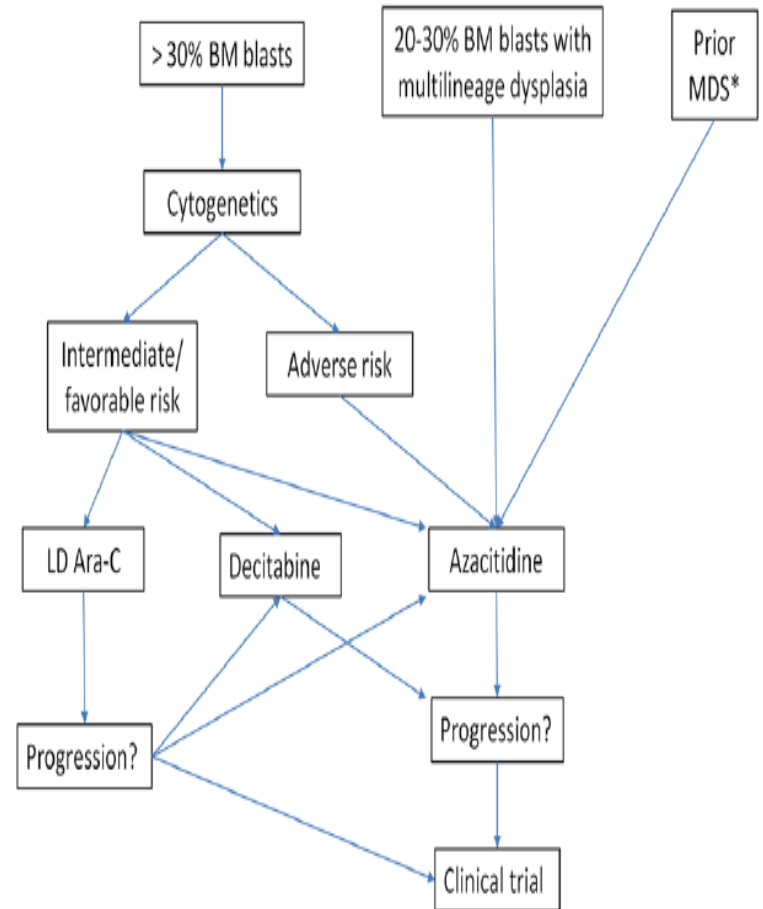 > 30% BM blasts
20-30% BM blasts with
multilineage dysplasia
Prior
MDS*
Cytogenetics
Intermediate/
favorable risk
Adverse risk
LD Ara-C
Decitabine
Azacitidine
Progression?
Progression?
Clinical trial